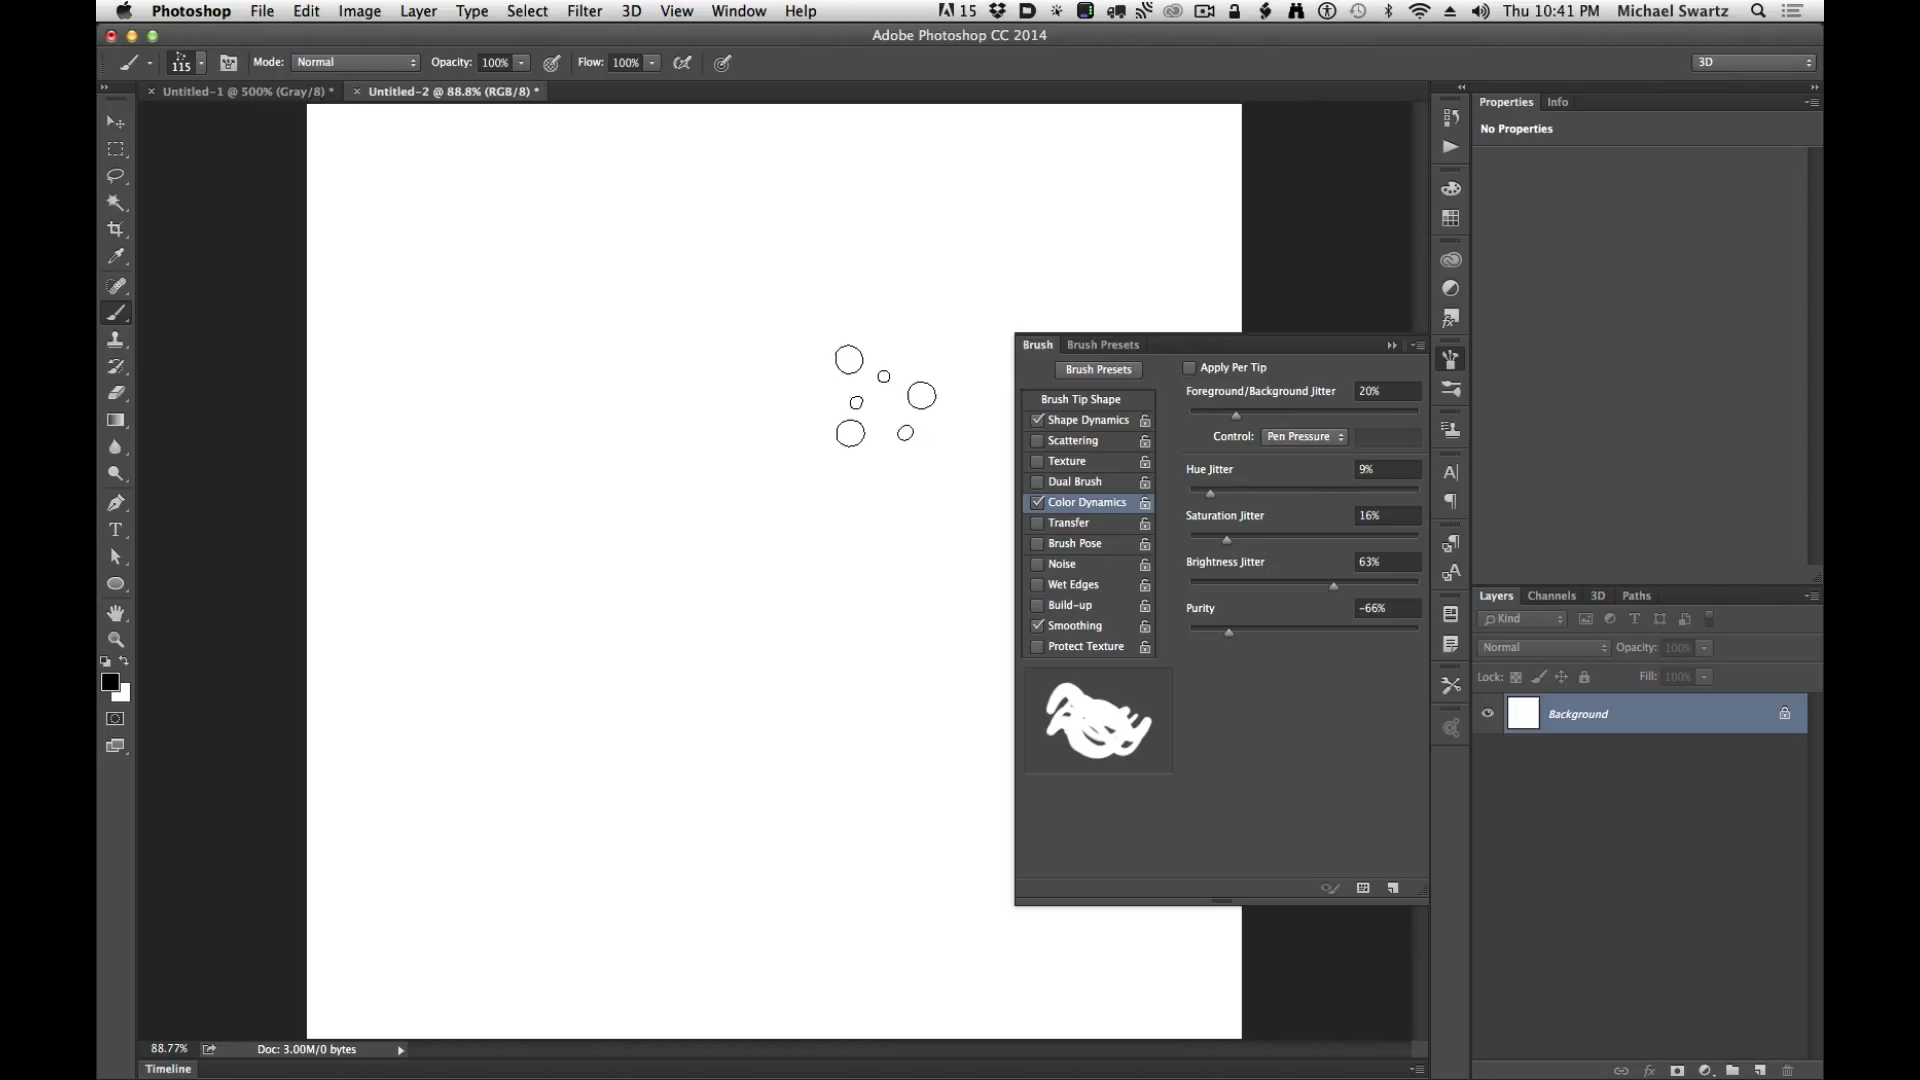 Photoshop File Edit Image Layer Type Select Filter 3D View Window Help 15 Thu 10:41 PM Michael Swartz
Adobe Photoshop CC 2014
115 Mode: Normal Opacity: 100% Flow: 100% 3D
Untitled-1 @ 500% (Gray/8) * Untitled-2 @ 88.8% (RGB/8) *
Properties Info
No Properties
Brush Brush Presets
Brush Presets
Apply Per Tip
Foreground/Background Jitter 20%
Control: Pen Pressure
Hue Jitter 9%
Saturation Jitter 16%
Brightness Jitter 63%
Purity -66%
Brush Tip Shape
Shape Dynamics
Scattering
Texture
Dual Brush
Color Dynamics
Transfer
Brush Pose
Noise
Wet Edges
Build-up
Smoothing
Protect Texture
Layers Channels 3D Paths
Kind
Normal Opacity: 100%
Lock: Fill: 100%
Background
88.77% Doc: 3.00M/0 bytes
Timeline